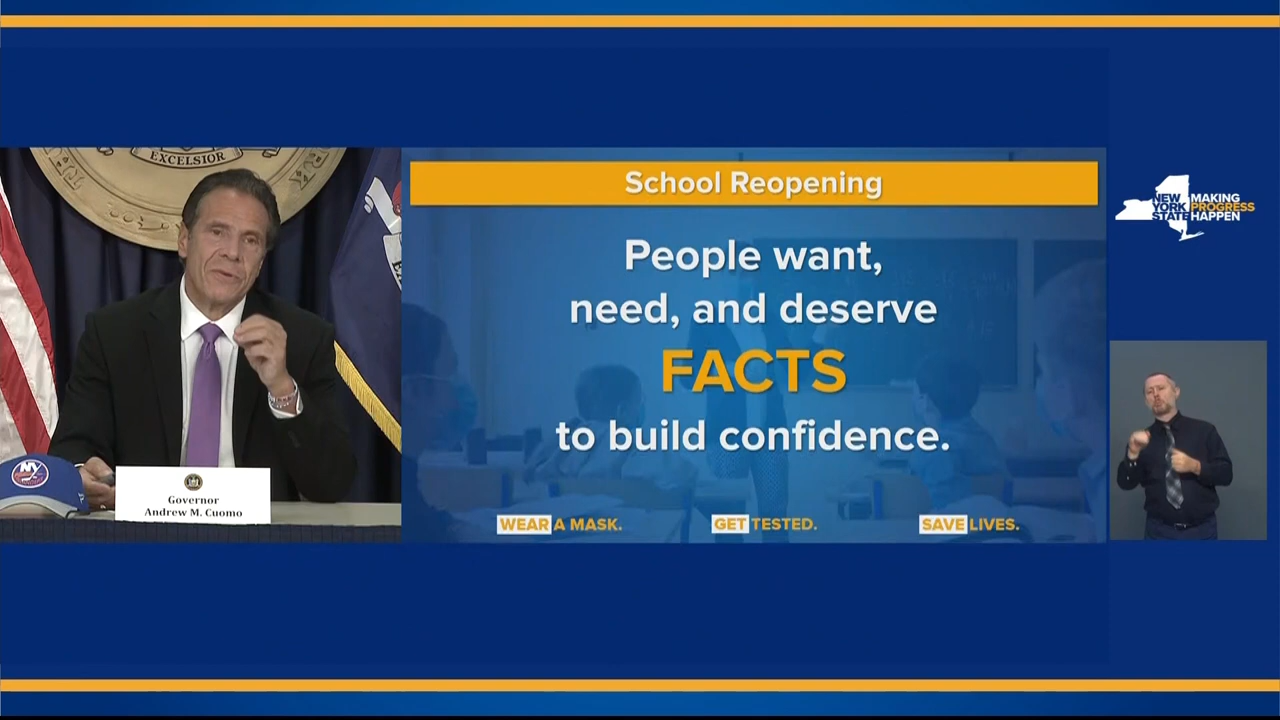 EXCELSIOR
NY
Governor
Andrew M. Cuomo
School Reopening
People want,
need, and deserve
FACTS
to build confidence.
WEAR A MASK.
GET TESTED.
SAVE LIVES.
NEW
YORK
STATE
MAKING
PROGRESS
HAPPEN